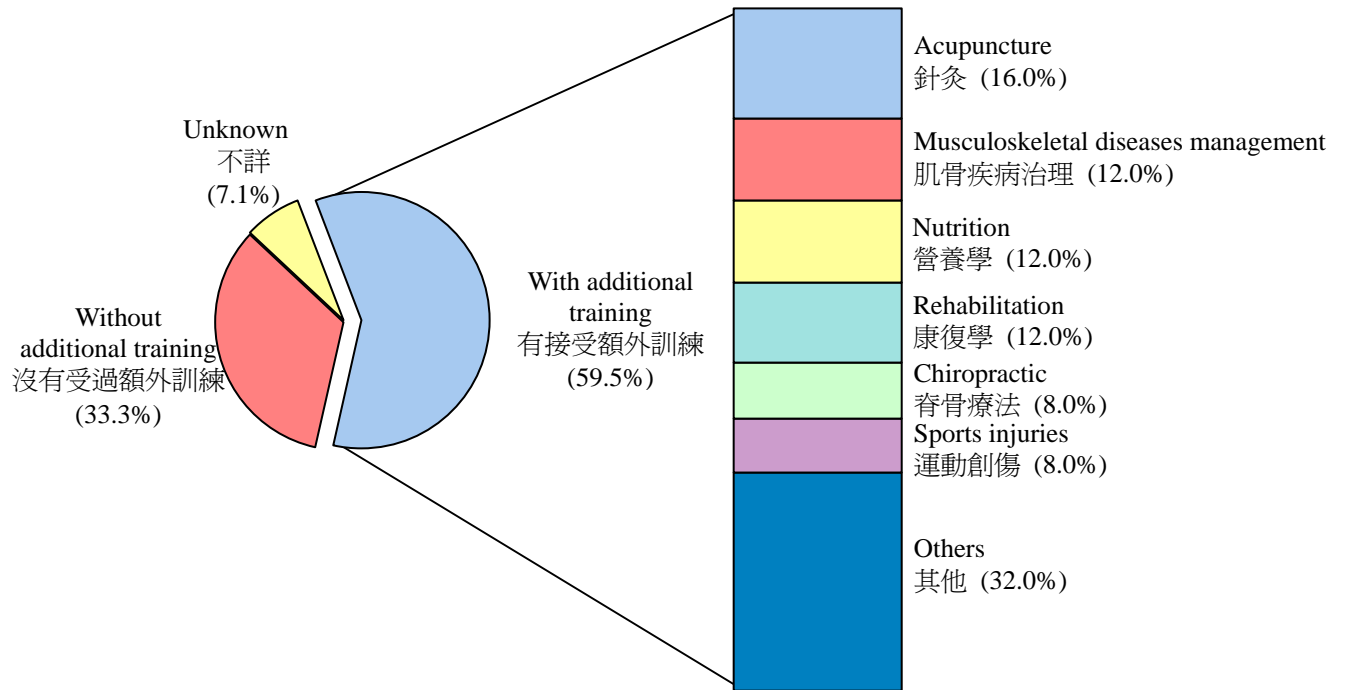 Unknown
不詳
(7.1%)
Without
additional training
沒有受過額外訓練
(33.3%)
With additional
training
有接受額外訓練
(59.5%)
Acupuncture
針灸 (16.0%)
Musculoskeletal diseases management
肌骨疾病治理 (12.0%)
Nutrition
營養學 (12.0%)
Rehabilitation
康復學 (12.0%)
Chiropractic
脊骨療法 (8.0%)
Sports injuries
運動創傷 (8.0%)
Others
其他 (32.0%)